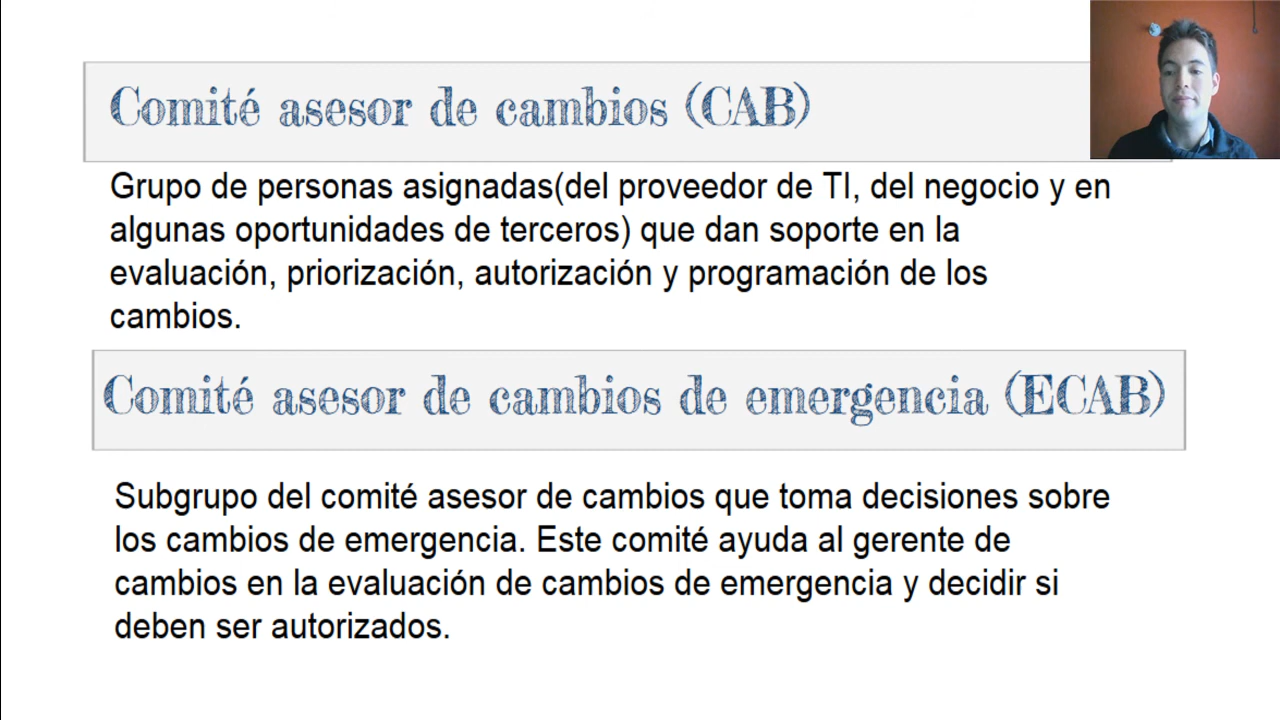 Comité asesor de cambios (CAB)
Grupo de personas asignadas(del proveedor de TI, del negocio y en
algunas oportunidades de terceros) que dan soporte en la
evaluación, priorización, autorización y programación de los
cambios.
Comité asesor de cambios de emergencia (ECAB)
Subgrupo del comité asesor de cambios que toma decisiones sobre
los cambios de emergencia. Este comité ayuda al gerente de
cambios en la evaluación de cambios de emergencia y decidir si
deben ser autorizados.